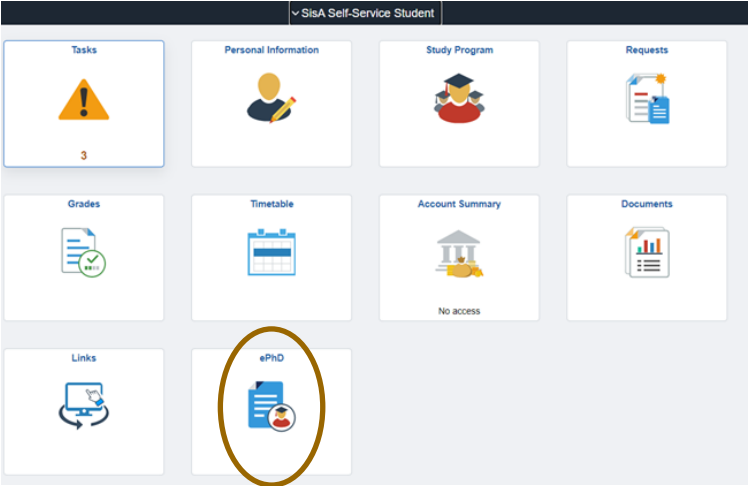 SisA Self-Service Student
Tasks
Personal Information
Study Program
Requests
3
Grades
Timetable
Account Summary
Documents
No access
Links
ePhD